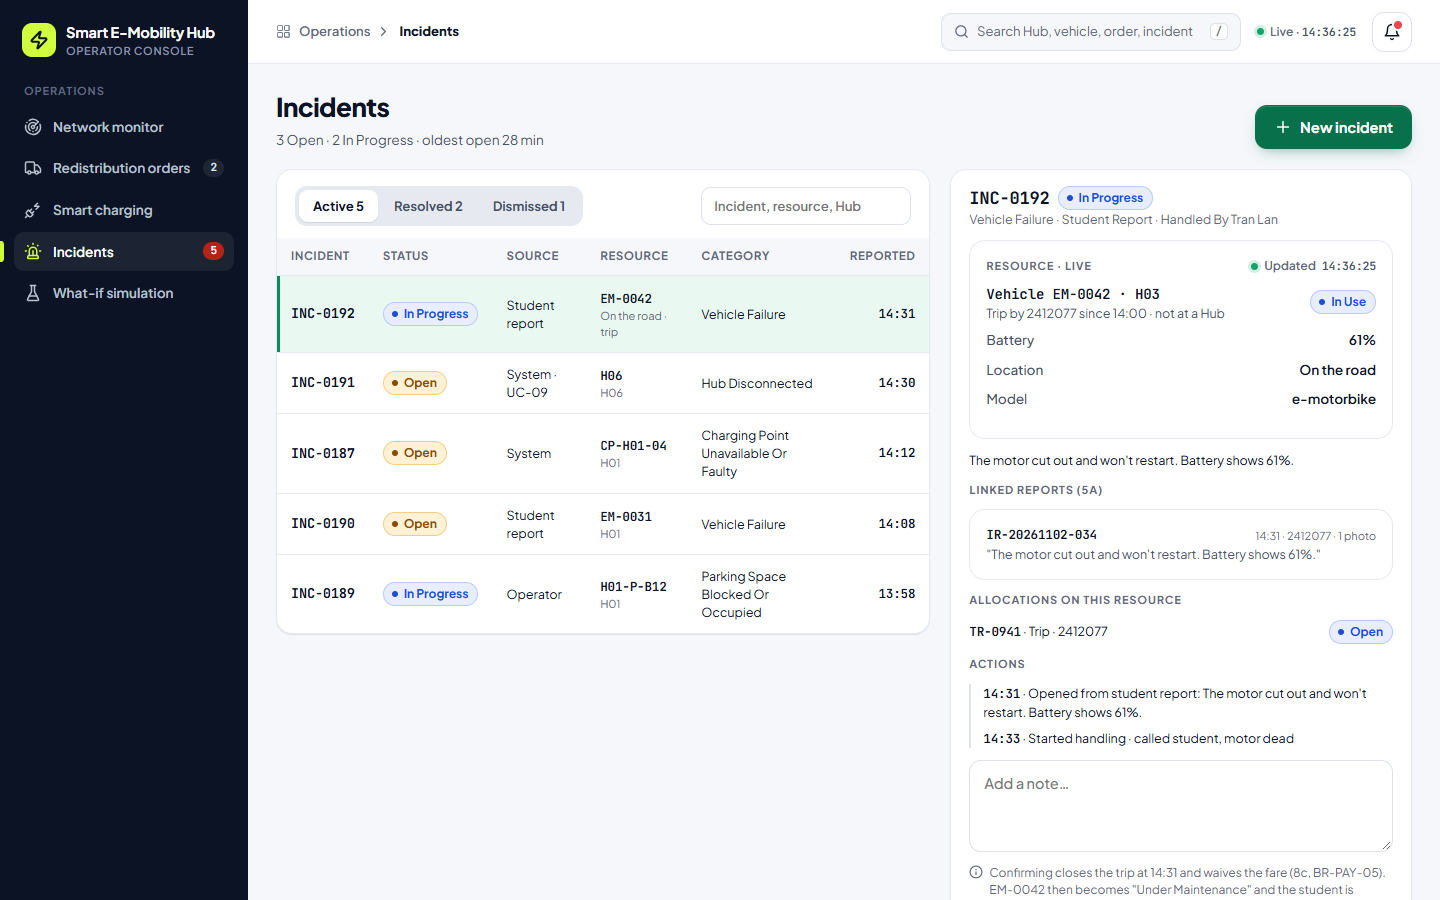 Smart E-Mobility Hub
OPERATOR CONSOLE
OPERATIONS
Network monitor
Redistribution orders 2
Smart charging
Incidents 5
What-if simulation
Operations > Incidents
Search Hub, vehicle, order, incident /
Live · 14:36:25
Incidents
3 Open · 2 In Progress · oldest open 28 min
+ New incident
Active 5 Resolved 2 Dismissed 1
Incident, resource, Hub
INCIDENT STATUS SOURCE RESOURCE CATEGORY REPORTED
INC-0192 In Progress Student report EM-0042 On the road · trip Vehicle Failure 14:31
INC-0191 Open System · UC-09 H06 H06 Hub Disconnected 14:30
INC-0187 Open System CP-H01-04 H01 Charging Point Unavailable Or Faulty 14:12
INC-0190 Open Student report EM-0031 H01 Vehicle Failure 14:08
INC-0189 In Progress Operator H01-P-B12 H01 Parking Space Blocked Or Occupied 13:58
INC-0192 In Progress
Vehicle Failure · Student Report · Handled By Tran Lan
RESOURCE · LIVE Updated 14:36:25
Vehicle EM-0042 · H03
Trip by 2412077 since 14:00 · not at a Hub
In Use
Battery 61%
Location On the road
Model e-motorbike
The motor cut out and won't restart. Battery shows 61%.
LINKED REPORTS (5A)
IR-20261102-034 14:31 · 2412077 · 1 photo
"The motor cut out and won't restart. Battery shows 61%."
ALLOCATIONS ON THIS RESOURCE
TR-0941 · Trip · 2412077 Open
ACTIONS
14:31 · Opened from student report: The motor cut out and won't
restart. Battery shows 61%.
14:33 · Started handling · called student, motor dead
Add a note…
Confirming closes the trip at 14:31 and waives the fare (8c, BR-PAY-05).
EM-0042 then becomes "Under Maintenance" and the student is